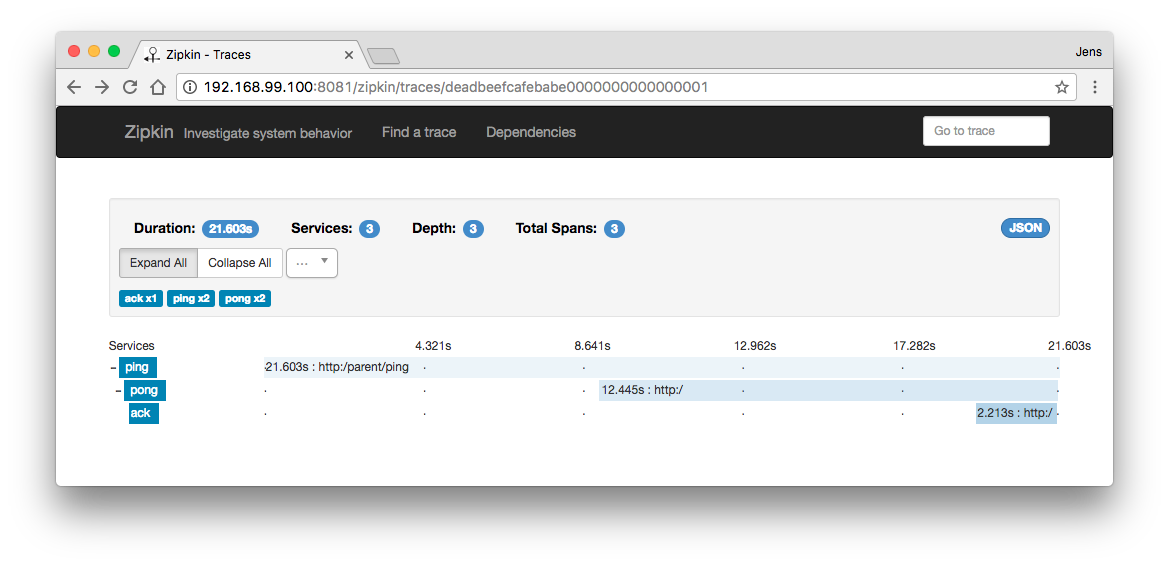 Zipkin - Traces
Jens
192.168.99.100:8081/zipkin/traces/deadbeefcafebabe0000000000000001
Zipkin Investigate system behavior Find a trace Dependencies Go to trace
Duration: 21.603s Services: 3 Depth: 3 Total Spans: 3 JSON
Expand All Collapse All ...
ack x1 ping x2 pong x2
Services 4.321s 8.641s 12.962s 17.282s 21.603s
- ping 21.603s : http:/parent/ping
- pong 12.445s : http:/
ack 2.213s : http:/